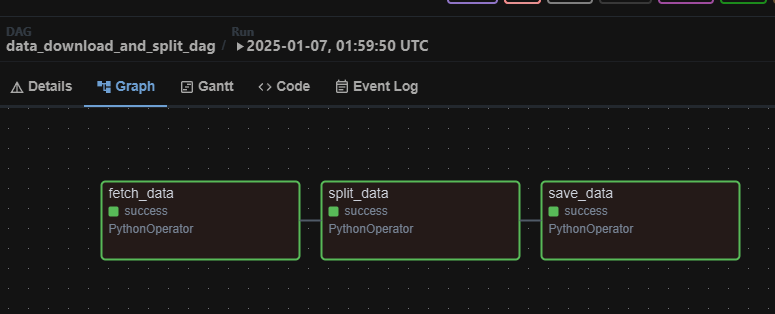 DAG Run
data_download_and_split_dag / 2025-01-07, 01:59:50 UTC
Details Graph Gantt Code Event Log
fetch_data
success
PythonOperator
split_data
success
PythonOperator
save_data
success
PythonOperator